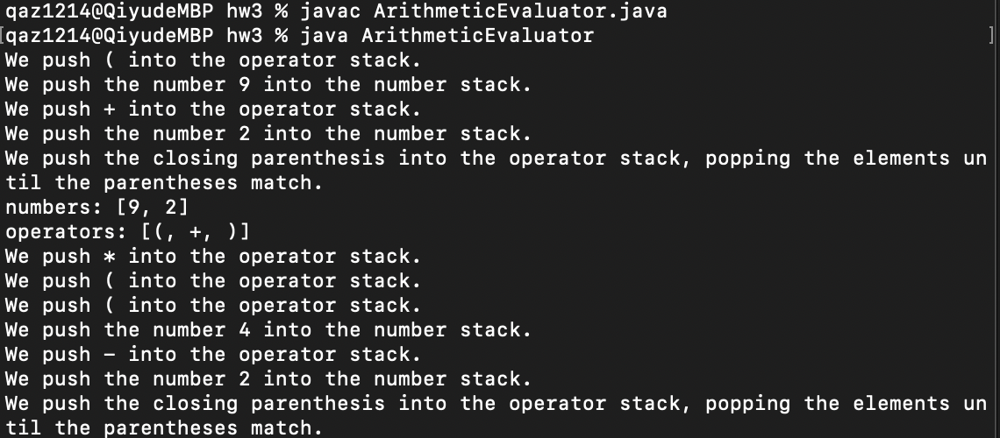 qaz1214@QiyudeMBP hw3 % javac ArithmeticEvaluator.java
[qaz1214@QiyudeMBP hw3 % java ArithmeticEvaluator ]
We push ( into the operator stack.
We push the number 9 into the number stack.
We push + into the operator stack.
We push the number 2 into the number stack.
We push the closing parenthesis into the operator stack, popping the elements un
til the parentheses match.
numbers: [9, 2]
operators: [(, +, )]
We push * into the operator stack.
We push ( into the operator stack.
We push ( into the operator stack.
We push the number 4 into the number stack.
We push – into the operator stack.
We push the number 2 into the number stack.
We push the closing parenthesis into the operator stack, popping the elements un
til the parentheses match.